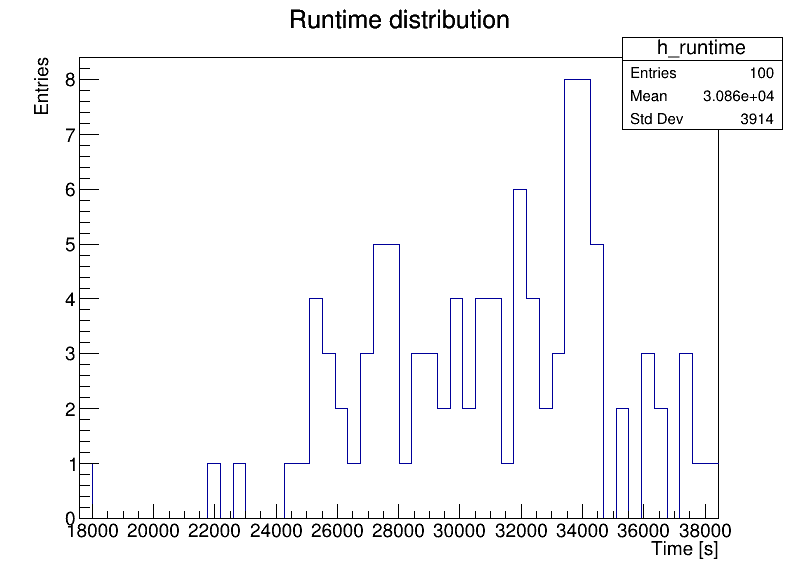 Runtime distribution
h_runtime
Entries 100
Mean 3.086e+04
Std Dev 3914
Entries
8
7
6
5
4
3
2
1
0
18000 20000 22000 24000 26000 28000 30000 32000 34000 36000 38000
Time [s]